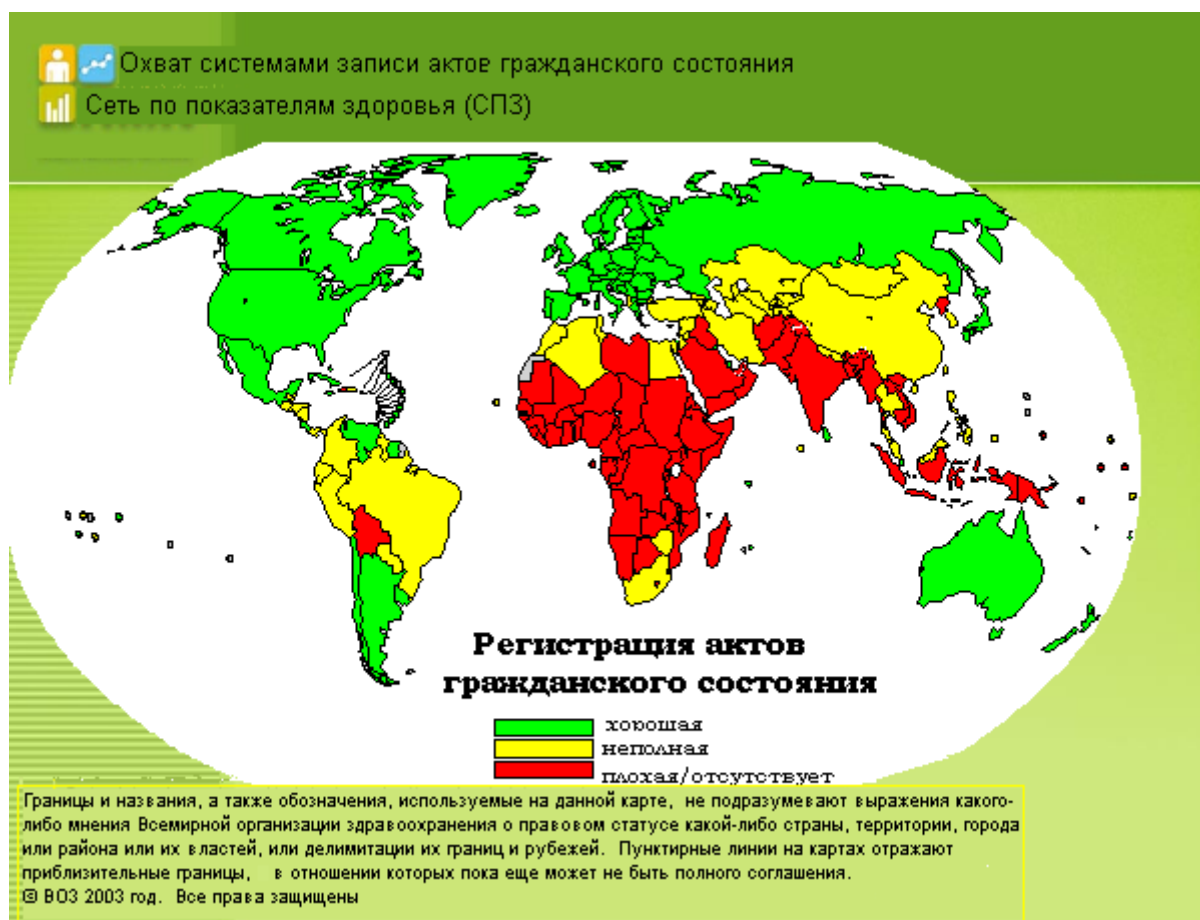 Охват системами записи актов гражданского состояния
Сеть по показателям здоровья (СПЗ)
Регистрация актов
гражданского состояния
хорошая
неполная
плохая/отсутствует
Границы и названия, а также обозначения, используемые на данной карте, не подразумевают выражения какого-
либо мнения Всемирной организации здравоохранения о правовом статусе какой-либо страны, территории, города
или района или их властей, или делимитации их границ и рубежей. Пунктирные линии на картах отражают
приблизительные границы, в отношении которых пока еще может не быть полного соглашения.
© ВОЗ 2003 год. Все права защищены